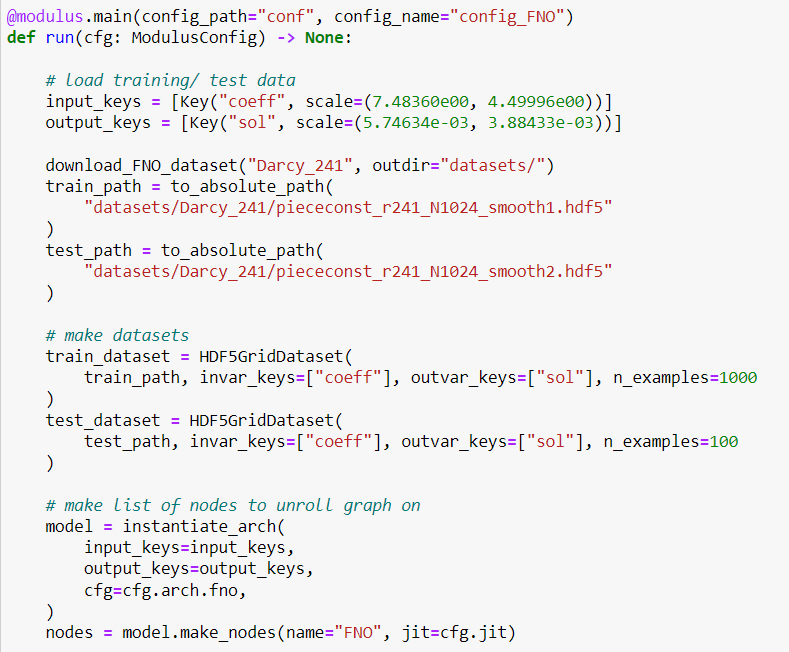 @modulus.main(config_path="conf", config_name="config_FNO")
def run(cfg: ModulusConfig) -> None:
# load training/ test data
input_keys = [Key("coeff", scale=(7.48360e00, 4.49996e00))]
output_keys = [Key("sol", scale=(5.74634e-03, 3.88433e-03))]
download_FNO_dataset("Darcy_241", outdir="datasets/")
train_path = to_absolute_path(
"datasets/Darcy_241/piececonst_r241_N1024_smooth1.hdf5"
)
test_path = to_absolute_path(
"datasets/Darcy_241/piececonst_r241_N1024_smooth2.hdf5"
)
# make datasets
train_dataset = HDF5GridDataset(
train_path, invar_keys=["coeff"], outvar_keys=["sol"], n_examples=1000
)
test_dataset = HDF5GridDataset(
test_path, invar_keys=["coeff"], outvar_keys=["sol"], n_examples=100
)
# make list of nodes to unroll graph on
model = instantiate_arch(
input_keys=input_keys,
output_keys=output_keys,
cfg=cfg.arch.fno,
)
nodes = model.make_nodes(name="FNO", jit=cfg.jit)